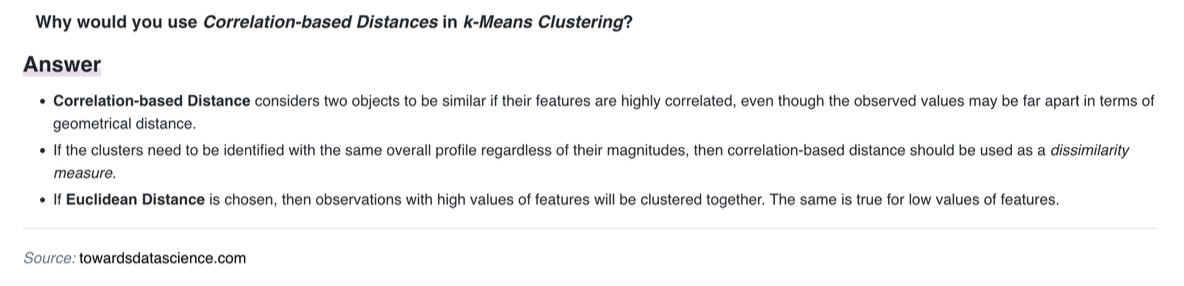 Why would you use Correlation-based Distances in k-Means Clustering?
Answer
• Correlation-based Distance considers two objects to be similar if their features are highly correlated, even though the observed values may be far apart in terms of
geometrical distance.
• If the clusters need to be identified with the same overall profile regardless of their magnitudes, then correlation-based distance should be used as a dissimilarity
measure.
• If Euclidean Distance is chosen, then observations with high values of features will be clustered together. The same is true for low values of features.
Source: towardsdatascience.com